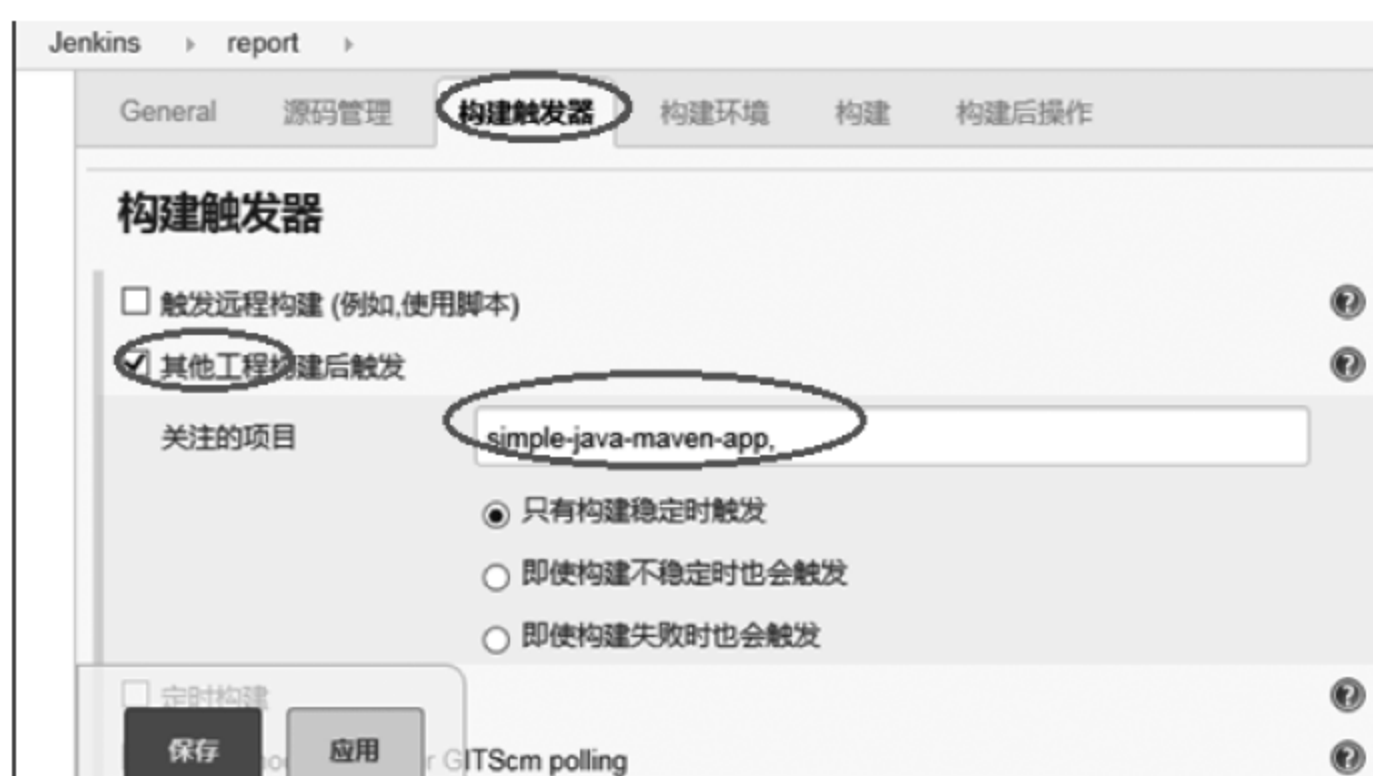 Jenkins report
General 源码管理 构建触发器 构建环境 构建 构建后操作
构建触发器
触发远程构建 (例如,使用脚本)
其他工程构建后触发
关注的项目 simple-java-maven-app,
只有构建稳定时触发
即使构建不稳定时也会触发
即使构建失败时也会触发
定时构建
保存 应用 GITScm polling